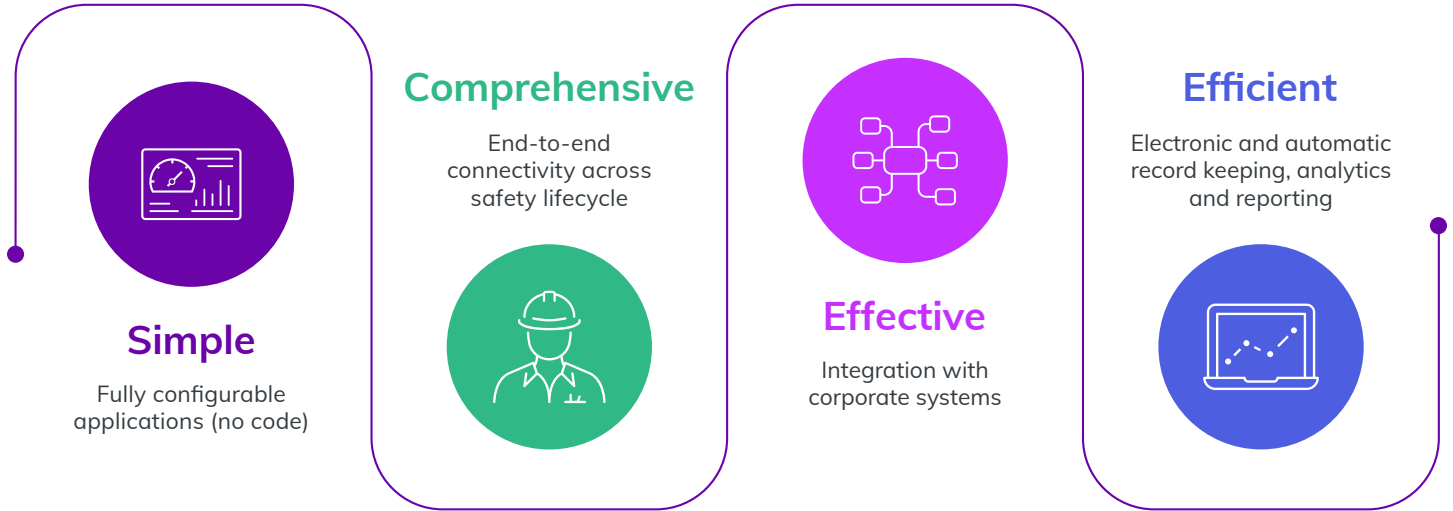 Simple
Fully configurable
applications (no code)
Comprehensive
End-to-end
connectivity across
safety lifecycle
Effective
Integration with
corporate systems
Efficient
Electronic and automatic
record keeping, analytics
and reporting